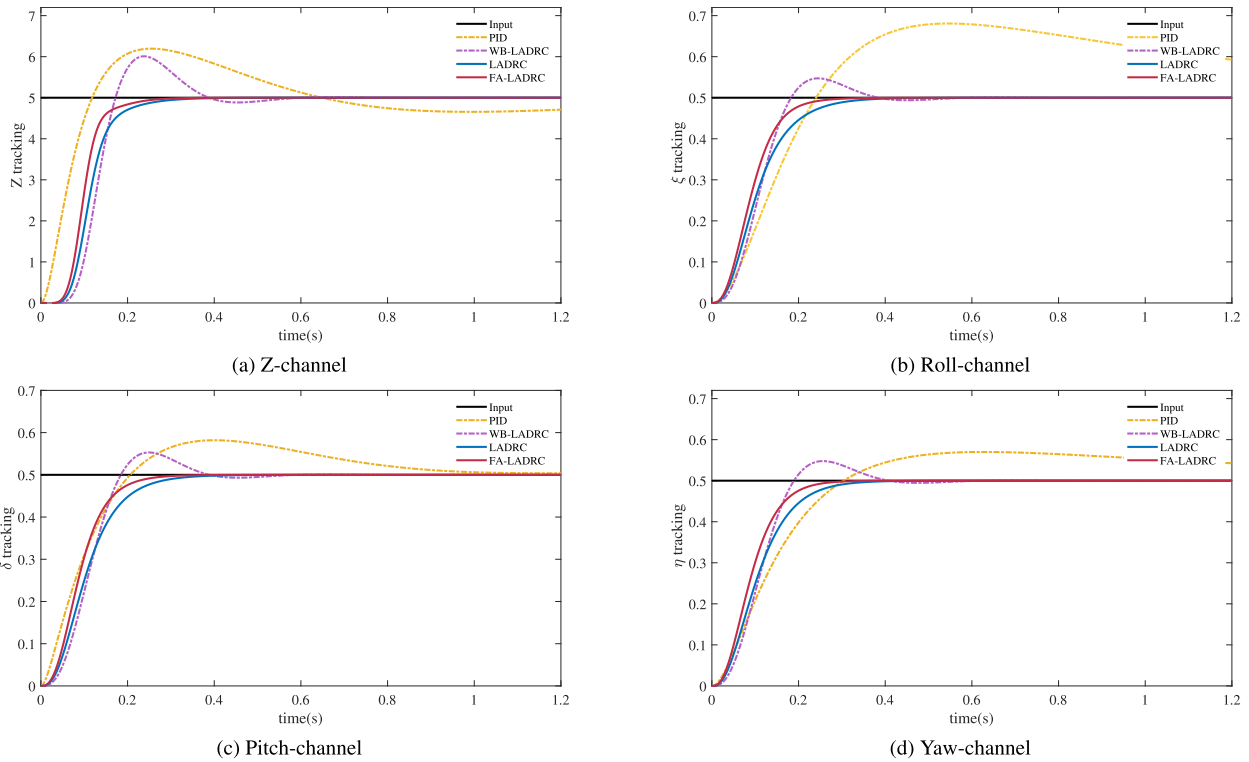 7
6
5
4
3
2
1
0
Z tracking
0 0.2 0.4 0.6 0.8 1 1.2
time(s)
Input
PID
WB-LADRC
LADRC
FA-LADRC
(a) Z-channel
0.7
0.6
0.5
0.4
0.3
0.2
0.1
0
ξ tracking
0 0.2 0.4 0.6 0.8 1 1.2
time(s)
Input
PID
WB-LADRC
LADRC
FA-LADRC
(b) Roll-channel
0.7
0.6
0.5
0.4
0.3
0.2
0.1
0
δ tracking
0 0.2 0.4 0.6 0.8 1 1.2
time(s)
Input
PID
WB-LADRC
LADRC
FA-LADRC
(c) Pitch-channel
0.7
0.6
0.5
0.4
0.3
0.2
0.1
0
η tracking
0 0.2 0.4 0.6 0.8 1 1.2
time(s)
Input
PID
WB-LADRC
LADRC
FA-LADRC
(d) Yaw-channel